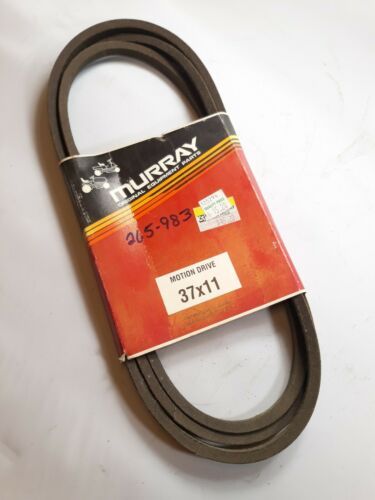 MURRAY
ORIGINAL EQUIPMENT PARTS
265-983
MOTION DRIVE
37x11